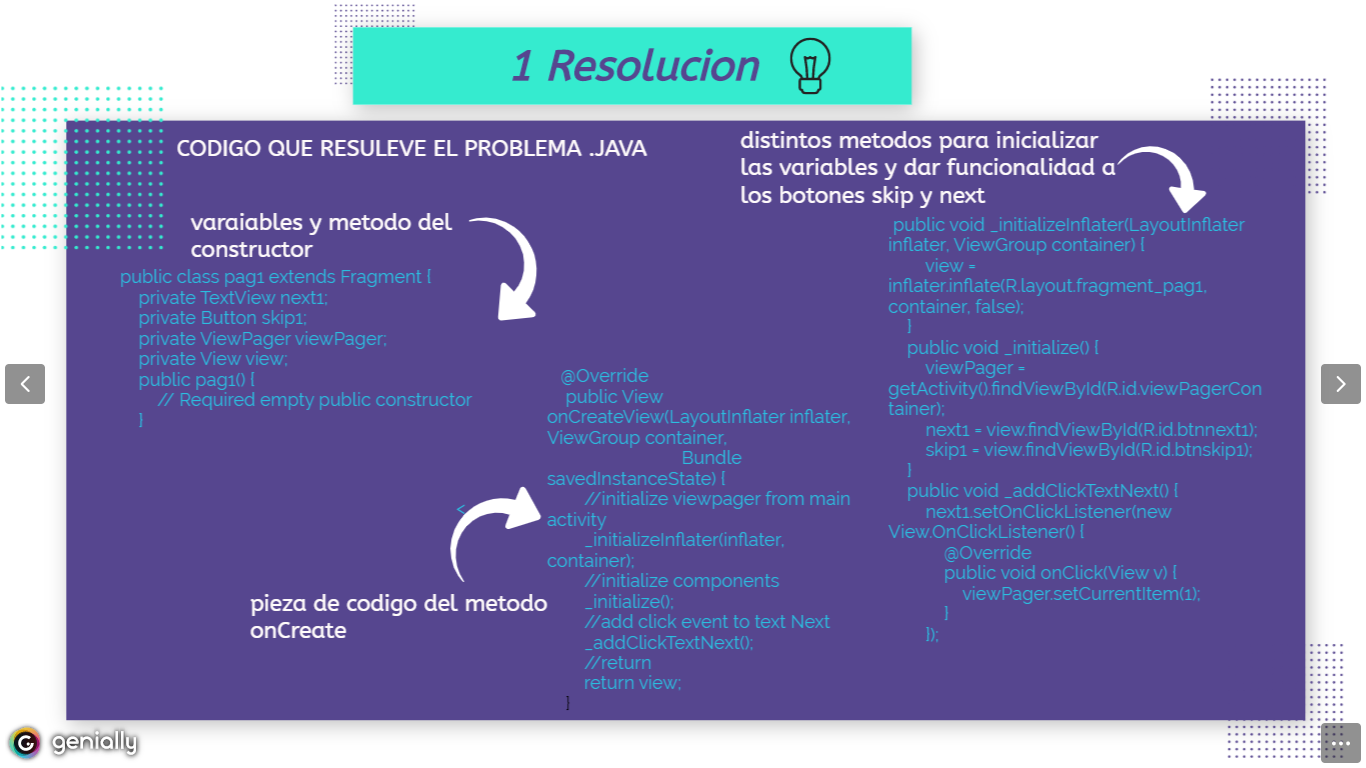 1 Resolucion
CODIGO QUE RESULEVE EL PROBLEMA .JAVA
varaiables y metodo del
constructor
public class pag1 extends Fragment {
private TextView next1;
private Button skip1;
private ViewPager viewPager;
private View view;
public pag1() {
// Required empty public constructor
}
<
pieza de codigo del metodo
onCreate
@Override
public View
onCreateView(LayoutInflater inflater,
ViewGroup container,
Bundle
savedInstanceState) {
//initialize viewpager from main
activity
_initializeInflater(inflater,
container);
//initialize components
_initialize();
//add click event to text Next
_addClickTextNext();
//return
return view;
}
distintos metodos para inicializar
las variables y dar funcionalidad a
los botones skip y next
public void _initializeInflater(LayoutInflater
inflater, ViewGroup container) {
view =
inflater.inflate(R.layout.fragment_pag1,
container, false);
}
public void _initialize() {
viewPager =
getActivity().findViewById(R.id.viewPagerCon
tainer);
next1 = view.findViewById(R.id.btnnext1);
skip1 = view.findViewById(R.id.btnskip1);
}
public void _addClickTextNext() {
next1.setOnClickListener(new
View.OnClickListener() {
@Override
public void onClick(View v) {
viewPager.setCurrentItem(1);
}
});
genially